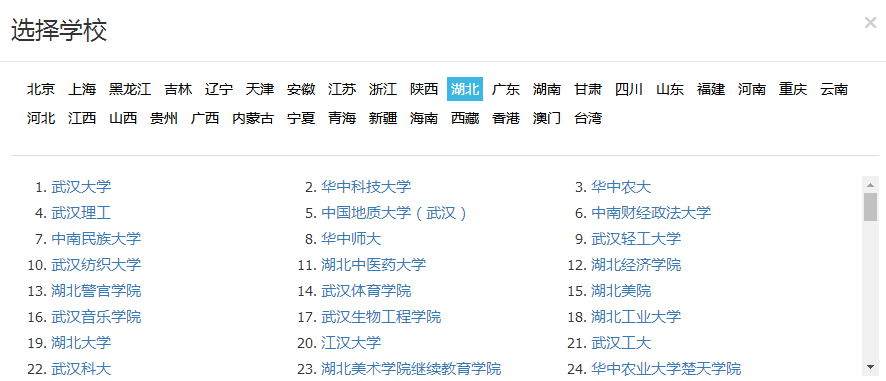 选择学校 ×
北京 上海 黑龙江 吉林 辽宁 天津 安徽 江苏 浙江 陕西 湖北 广东 湖南 甘肃 四川 山东 福建 河南 重庆 云南
河北 江西 山西 贵州 广西 内蒙古 宁夏 青海 新疆 海南 西藏 香港 澳门 台湾
1. 武汉大学 2. 华中科技大学 3. 华中农大
4. 武汉理工 5. 中国地质大学（武汉） 6. 中南财经政法大学
7. 中南民族大学 8. 华中师大 9. 武汉轻工大学
10. 武汉纺织大学 11. 湖北中医药大学 12. 湖北经济学院
13. 湖北警官学院 14. 武汉体育学院 15. 湖北美院
16. 武汉音乐学院 17. 武汉生物工程学院 18. 湖北工业大学
19. 湖北大学 20. 江汉大学 21. 武汉工大
22. 武汉科大 23. 湖北美术学院继续教育学院 24. 华中农业大学楚天学院